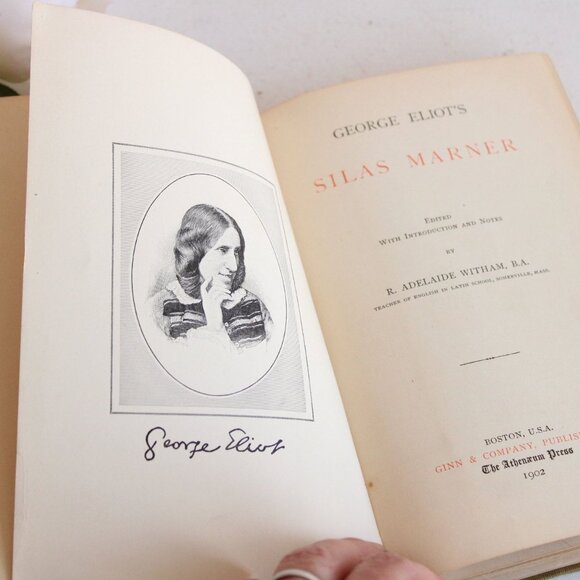 George Eliot
GEORGE ELIOT'S
SILAS MARNER
EDITED
WITH INTRODUCTION AND NOTES
BY
R. ADELAIDE WITHAM, B.A.
TEACHER OF ENGLISH IN LATIN SCHOOL, SOMERVILLE, MASS.
BOSTON, U.S.A.
GINN & COMPANY, PUBLISH
The Athenæum Press
1902